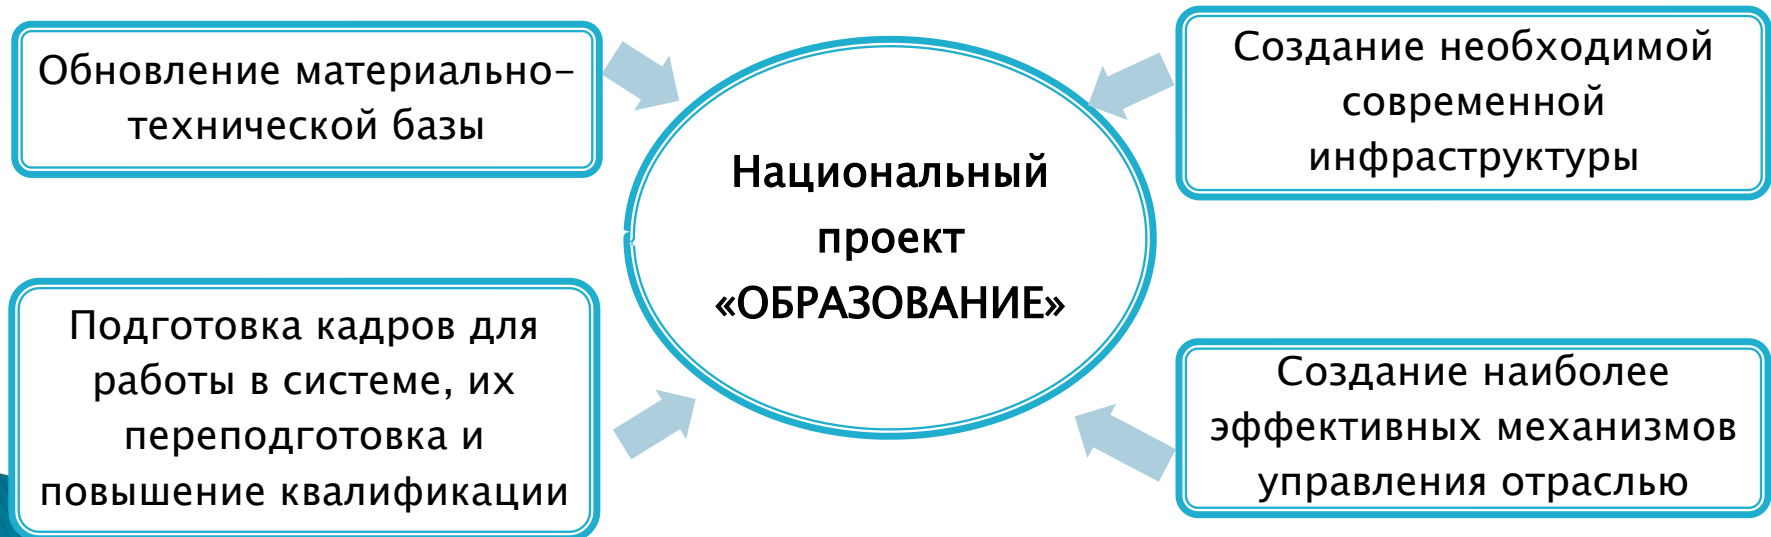 Обновление материально-
технической базы
Создание необходимой
современной
инфраструктуры
Национальный
проект
«ОБРАЗОВАНИЕ»
Подготовка кадров для
работы в системе, их
переподготовка и
повышение квалификации
Создание наиболее
эффективных механизмов
управления отраслью